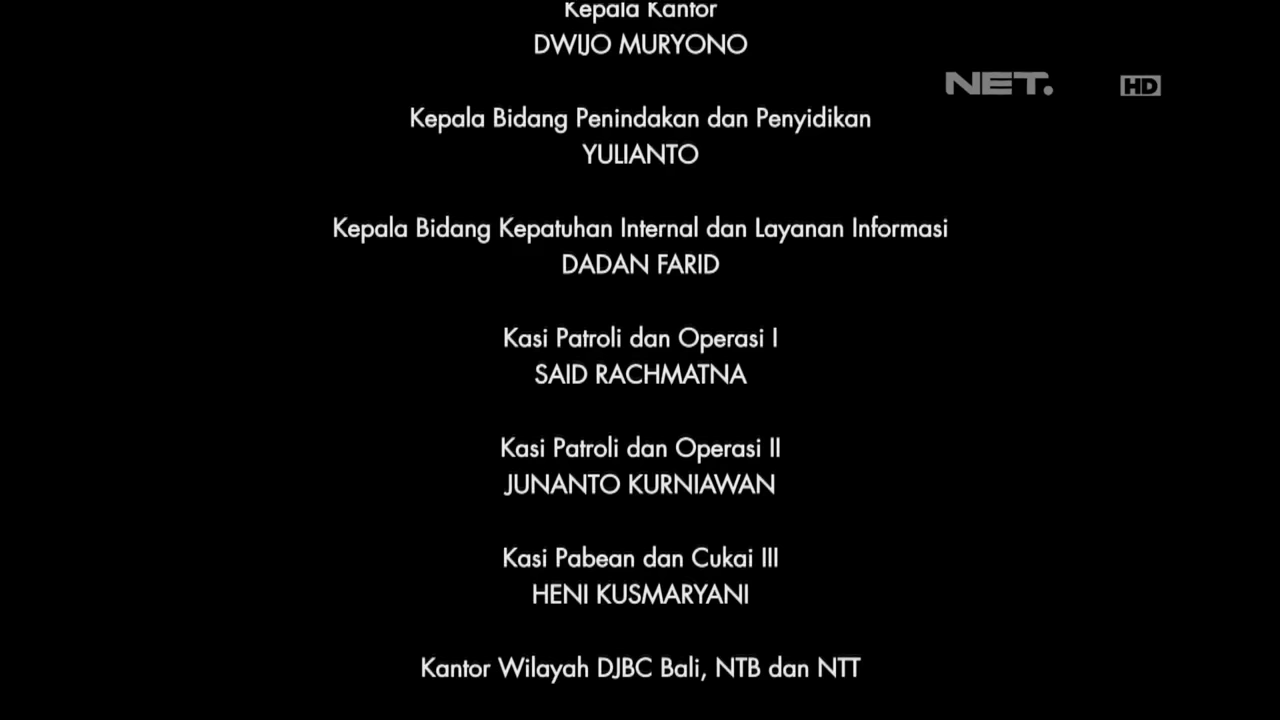 Kepala Kantor
DWIJO MURYONO
NET.
HD
Kepala Bidang Penindakan dan Penyidikan
YULIANTO
Kepala Bidang Kepatuhan Internal dan Layanan Informasi
DADAN FARID
Kasi Patroli dan Operasi I
SAID RACHMATNA
Kasi Patroli dan Operasi II
JUNANTO KURNIAWAN
Kasi Pabean dan Cukai III
HENI KUSMARYANI
Kantor Wilayah DJBC Bali, NTB dan NTT